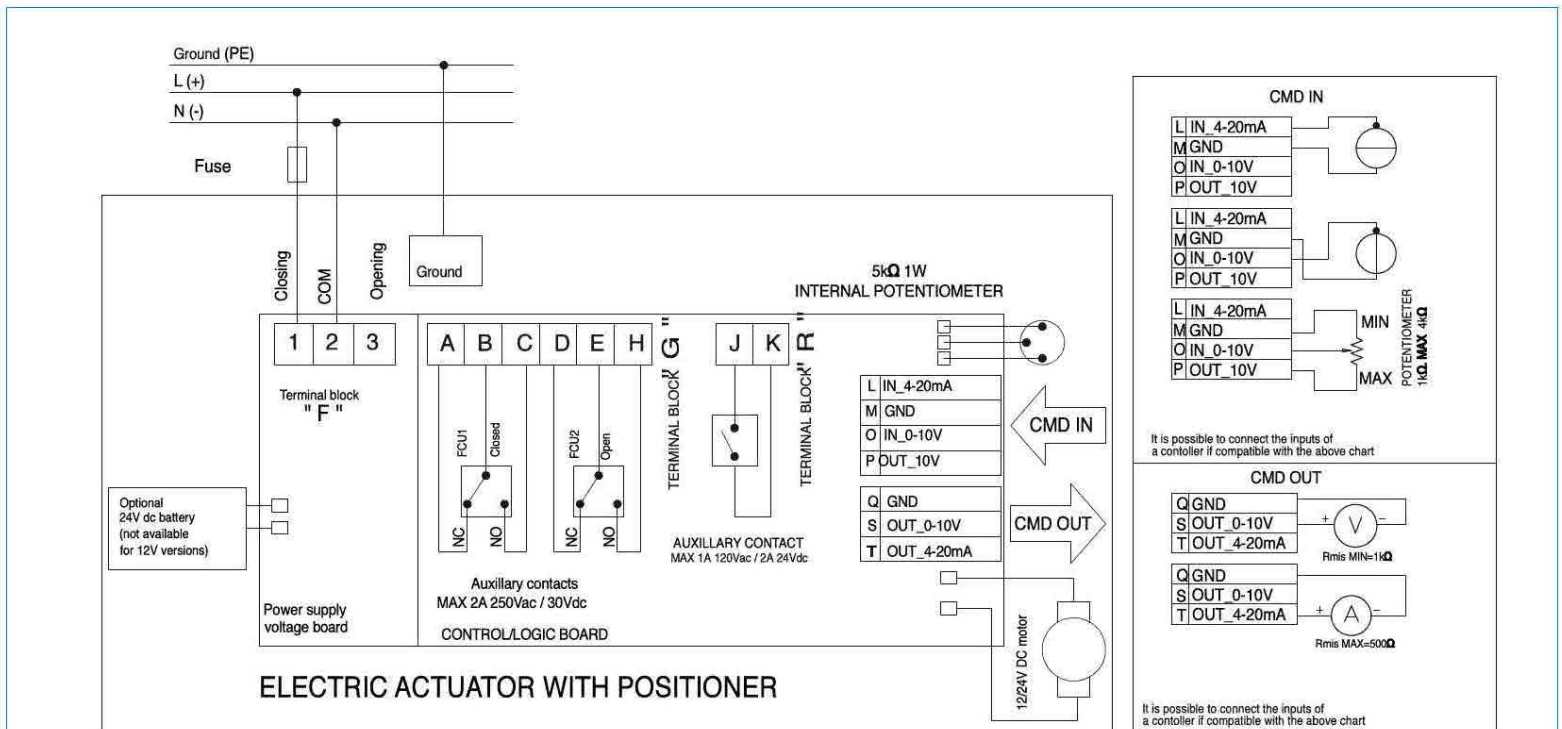 Ground (PE)
L (+)
N (-)
Fuse
Closing
COM
Opening
Ground
1 2 3
Terminal block
" F "
A B C D E H
TERMINAL BLOCK " G "
J K
TERMINAL BLOCK " R "
5kΩ 1W
INTERNAL POTENTIOMETER
L IN_4-20mA
M GND
O IN_0-10V
P OUT_10V
CMD IN
Q GND
S OUT_0-10V
T OUT_4-20mA
CMD OUT
FCU1
Closed
NC
NO
FCU2
Open
NC
NO
Auxillary contacts
MAX 2A 250Vac / 30Vdc
AUXILLARY CONTACT
MAX 1A 120Vac / 2A 24Vdc
Optional
24V dc battery
(not available
for 12V versions)
Power supply
voltage board
CONTROL/LOGIC BOARD
12/24V DC motor
ELECTRIC ACTUATOR WITH POSITIONER
CMD IN
L IN_4-20mA
M GND
O IN_0-10V
P OUT_10V
L IN_4-20mA
M GND
O IN_0-10V
P OUT_10V
L IN_4-20mA
M GND
O IN_0-10V
P OUT_10V
MIN
MAX
POTENTIOMETER
1kΩ MAX 4kΩ
It is possible to connect the inputs of
a contoller if compatible with the above chart
CMD OUT
Q GND
S OUT_0-10V
T OUT_4-20mA
+ V -
Rmis MIN=1kΩ
Q GND
S OUT_0-10V
T OUT_4-20mA
+ A -
Rmis MAX=500Ω
It is possible to connect the inputs of
a contoller if compatible with the above chart